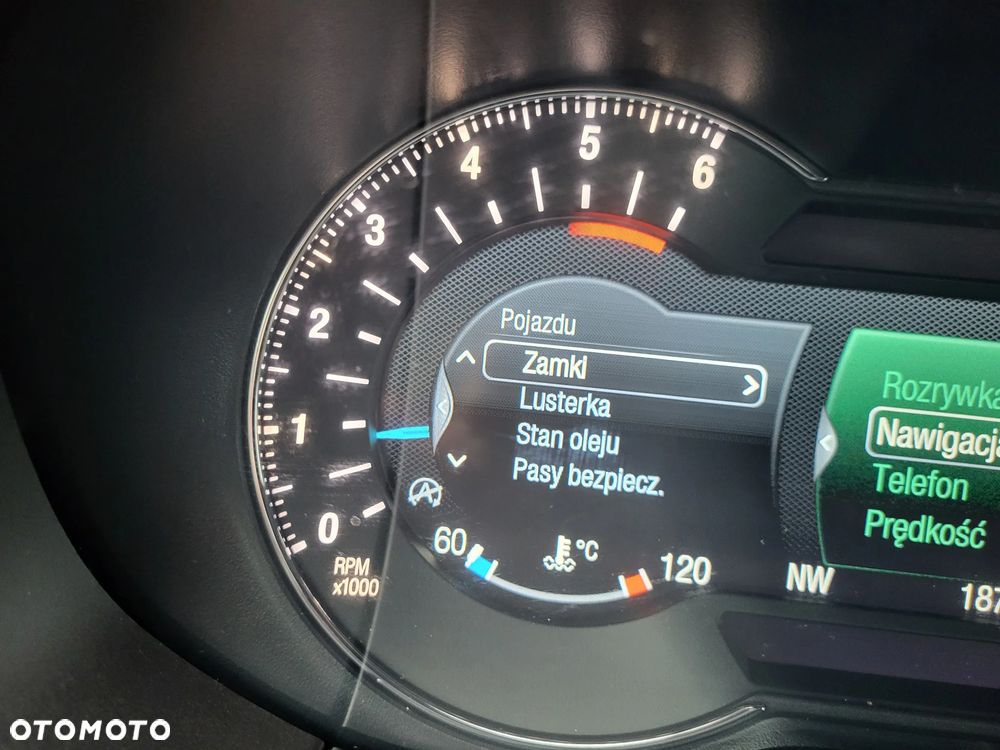 6
5
4
3
2
1
0
RPM
x1000
Pojazdu
Zamki
Lusterka
Stan oleju
Pasy bezpiecz.
60
°C
120
Nawigacja
Telefon
Prędkość
NW
OTOMOTO